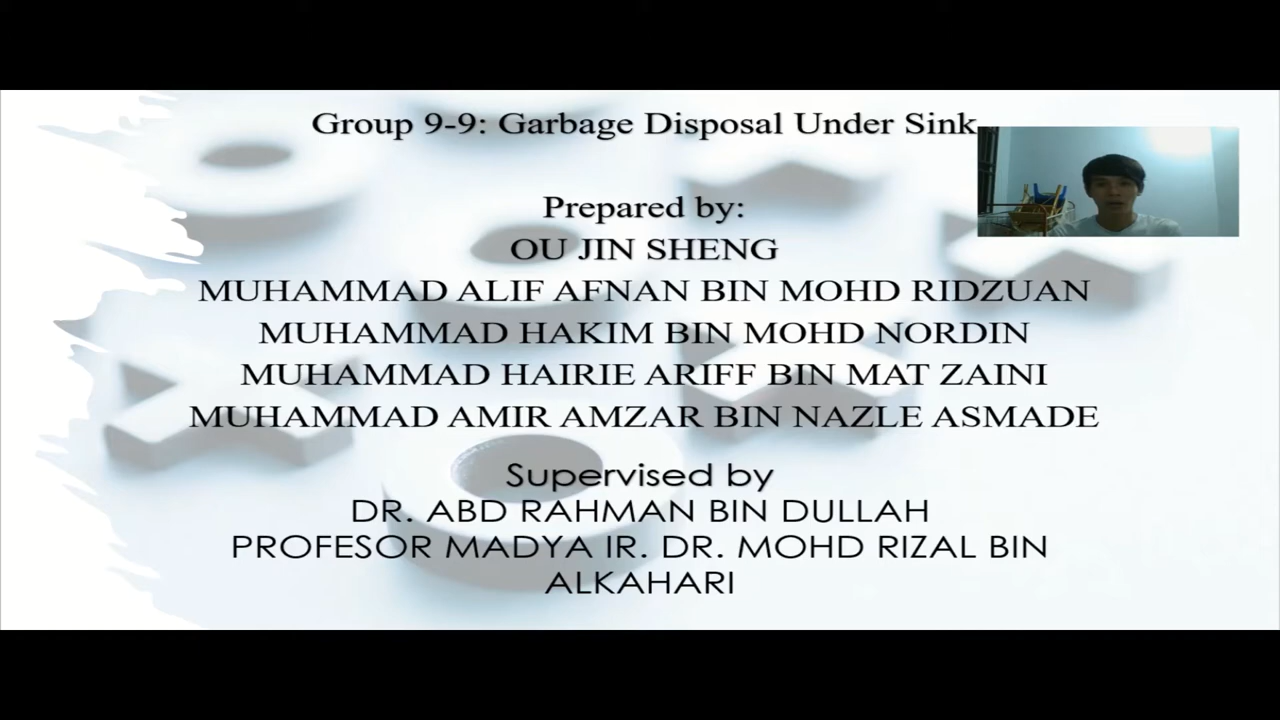 Group 9-9: Garbage Disposal Under Sink
Prepared by:
OU JIN SHENG
MUHAMMAD ALIF AFNAN BIN MOHD RIDZUAN
MUHAMMAD HAKIM BIN MOHD NORDIN
MUHAMMAD HAIRIE ARIFF BIN MAT ZAINI
MUHAMMAD AMIR AMZAR BIN NAZLE ASMADE
Supervised by
DR. ABD RAHMAN BIN DULLAH
PROFESOR MADYA IR. DR. MOHD RIZAL BIN
ALKAHARI